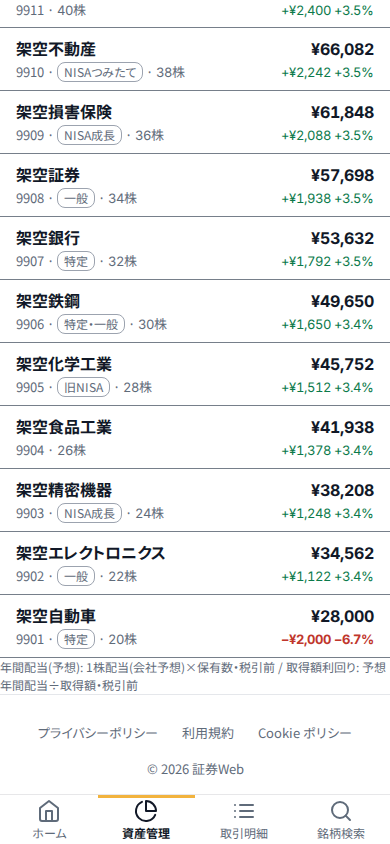 9911 · 40株 +¥2,400 +3.5%
架空不動産 ¥66,082
9910 · NISAつみたて · 38株 +¥2,242 +3.5%
架空損害保険 ¥61,848
9909 · NISA成長 · 36株 +¥2,088 +3.5%
架空証券 ¥57,698
9908 · 一般 · 34株 +¥1,938 +3.5%
架空銀行 ¥53,632
9907 · 特定 · 32株 +¥1,792 +3.5%
架空鉄鋼 ¥49,650
9906 · 特定・一般 · 30株 +¥1,650 +3.4%
架空化学工業 ¥45,752
9905 · 旧NISA · 28株 +¥1,512 +3.4%
架空食品工業 ¥41,938
9904 · 26株 +¥1,378 +3.4%
架空精密機器 ¥38,208
9903 · NISA成長 · 24株 +¥1,248 +3.4%
架空エレクトロニクス ¥34,562
9902 · 一般 · 22株 +¥1,122 +3.4%
架空自動車 ¥28,000
9901 · 特定 · 20株 −¥2,000 −6.7%
年間配当(予想): 1株配当(会社予想)×保有数・税引前 / 取得額利回り: 予想
年間配当÷取得額・税引前
プライバシーポリシー 利用規約 Cookie ポリシー
© 2026 証券Web
ホーム 資産管理 取引明細 銘柄検索